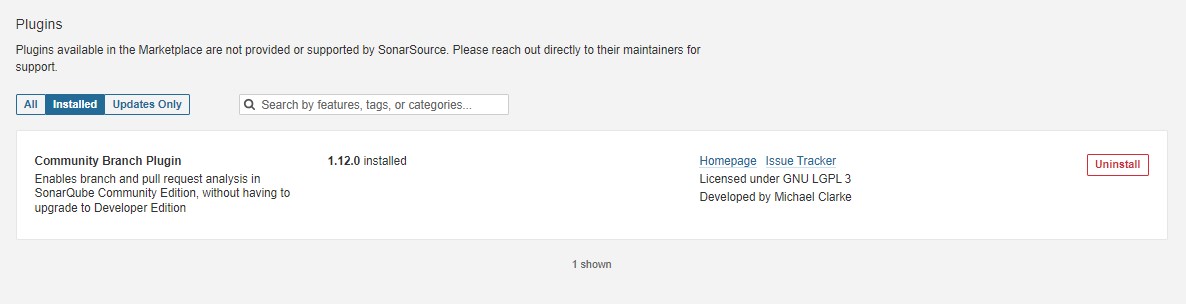 Plugins
Plugins available in the Marketplace are not provided or supported by SonarSource. Please reach out directly to their maintainers for
support.
All Installed Updates Only Search by features, tags, or categories...
Community Branch Plugin 1.12.0 installed Homepage Issue Tracker Uninstall
Enables branch and pull request analysis in Licensed under GNU LGPL 3
SonarQube Community Edition, without having to Developed by Michael Clarke
upgrade to Developer Edition
1 shown